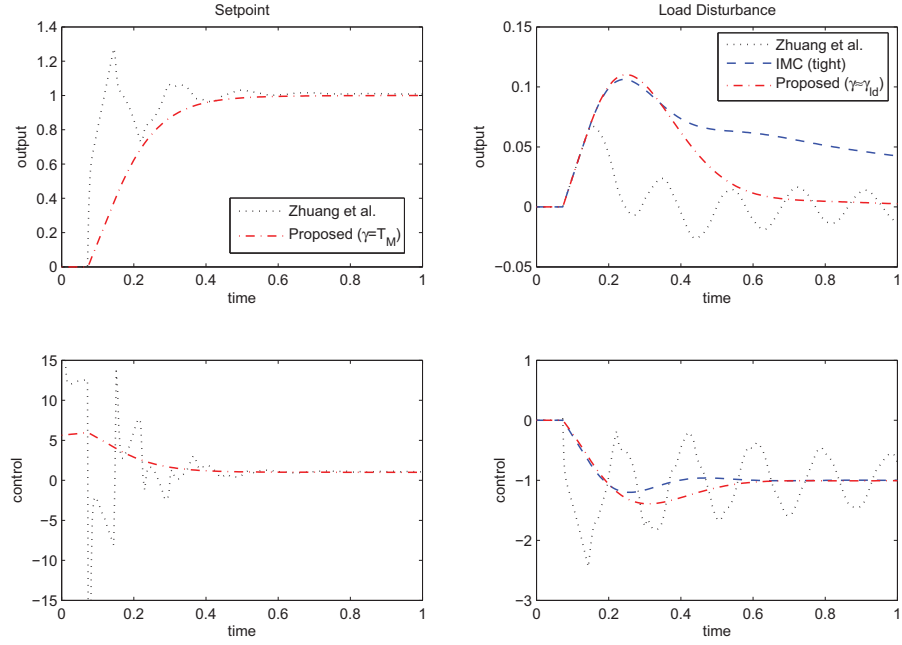 Setpoint
1.4
1.2
1
0.8
0.6
0.4
0.2
0
output
0 0.2 0.4 0.6 0.8 1
time
Zhuang et al.
Proposed (γ=T_M)
Load Disturbance
0.15
0.1
0.05
0
−0.05
output
0 0.2 0.4 0.6 0.8 1
time
Zhuang et al.
IMC (tight)
Proposed (γ≈γ_ld)
15
10
5
0
−5
−10
−15
control
0 0.2 0.4 0.6 0.8 1
time
1
0
−1
−2
−3
control
0 0.2 0.4 0.6 0.8 1
time